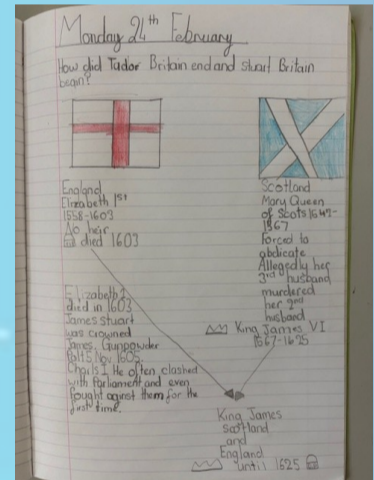 Monday 24th February
How did Tudor Britain end and stuart Britain
begin?
England
Elizabeth 1st
1558-1603
No heir
died 1603
Scotland
Mary Queen
of Scots 1542-
1567
Forced to
abdicate
Allegedly her
3rd husband
murdered
her 2nd
husband
King James VI
1567-1625
Elizabeth 1
died in 1603
James Stuart
was crowned
James. Gunpowder
Polt 5 Nov 1605.
Charls I He often clashed
with Parliament and even
fought aginst them for the
first time.
King James
scotland
and
England
until 1625